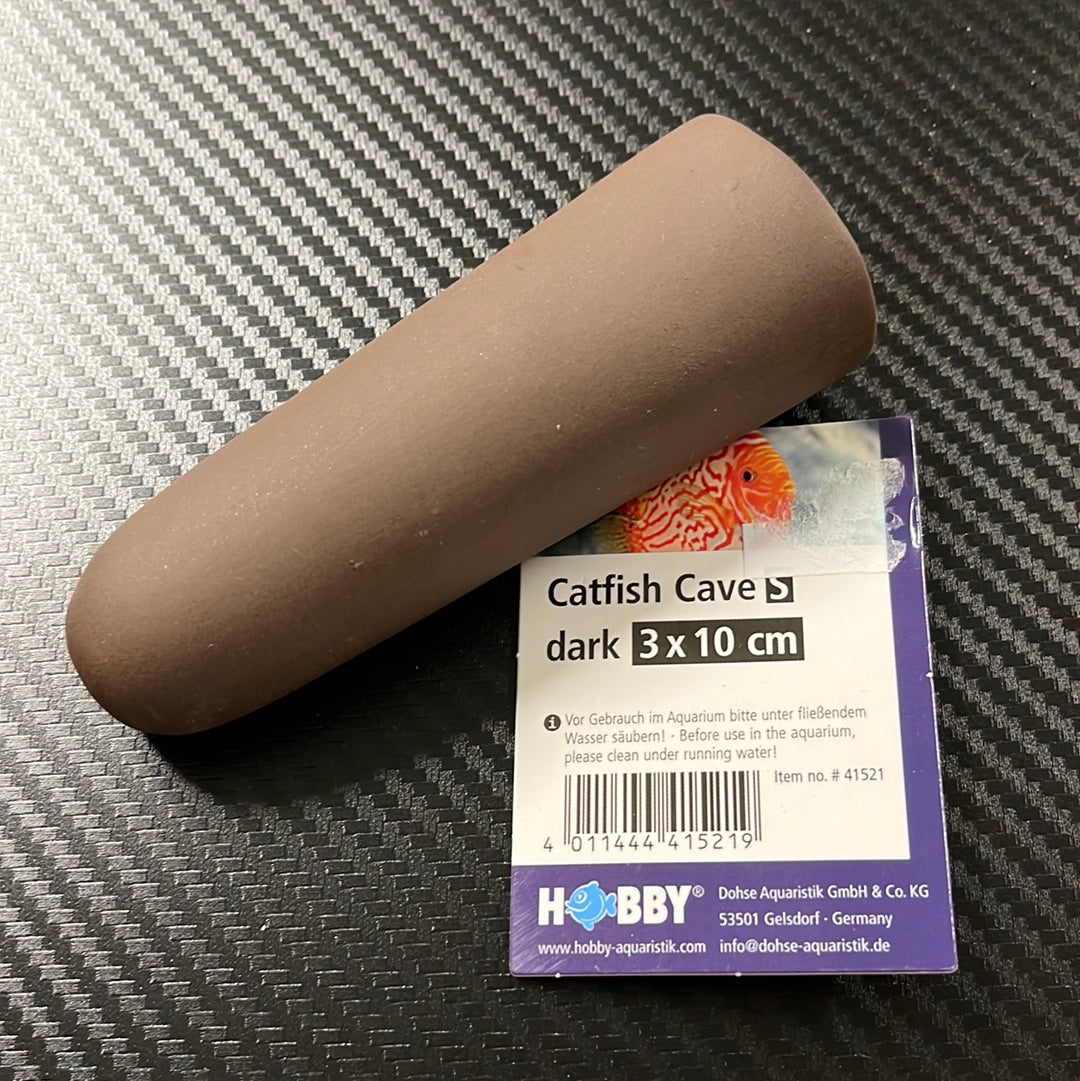 Catfish Cave S
dark 3 x 10 cm
i Vor Gebrauch im Aquarium bitte unter fließendem
Wasser säubern! - Before use in the aquarium,
please clean under running water!
Item no. # 41521
4 011444 415219
HOBBY® Dohse Aquaristik GmbH & Co. KG
53501 Gelsdorf · Germany
www.hobby-aquaristik.com info@dohse-aquaristik.de